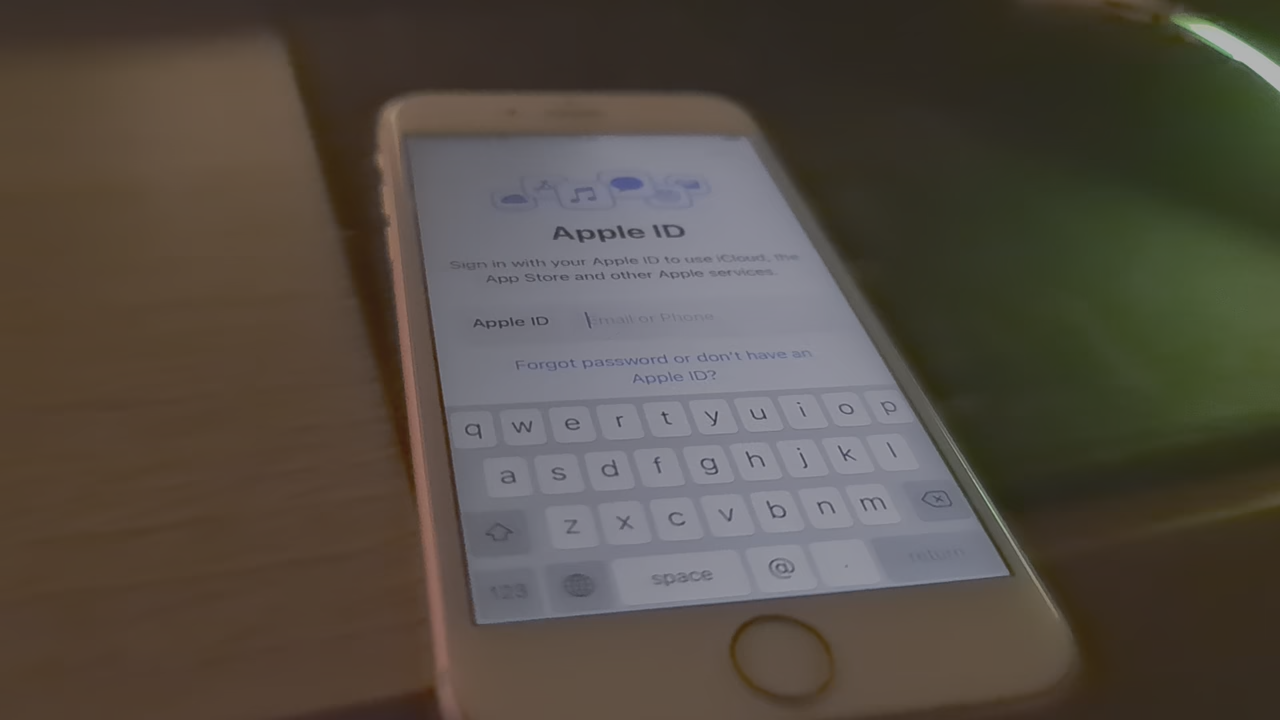 Apple ID
Sign in with your Apple ID to use iCloud, the
App Store and other Apple services.
Apple ID Email or Phone
Forgot password or don't have an
Apple ID?
q w e r t y u i o p
a s d f g h j k l
z x c v b n m
123 space @ . return